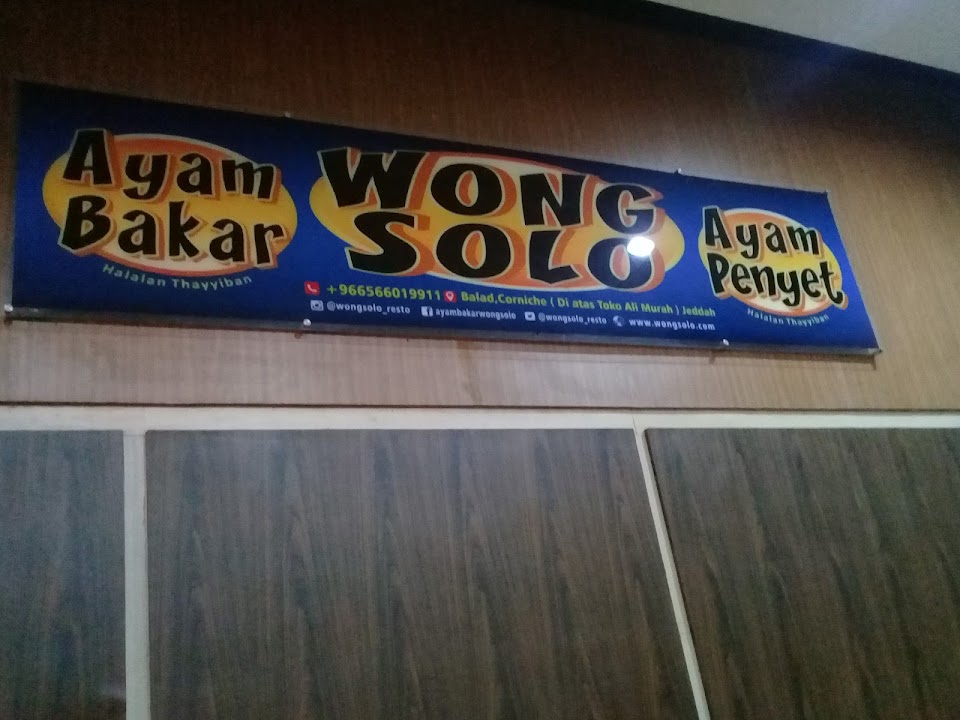 Ayam
Bakar
Halalan Thayyiban
WONG
SOLO
+966566019911 Balad,Corniche ( Di atas Toko Ali Murah ) Jeddah
@wongsolo_resto ayambakarwongsolo @wongsolo_resto www.wongsolo.com
Ayam
Penyet
Halalan Thayyiban